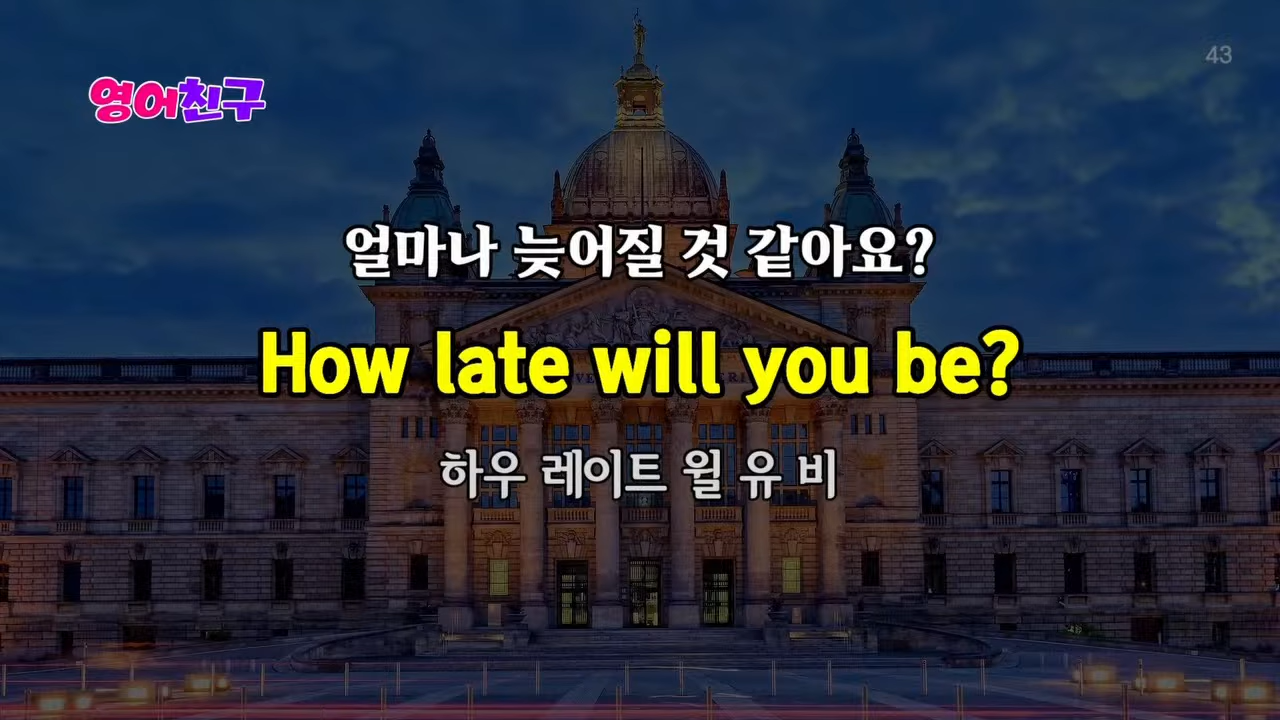 43
영어친구
얼마나 늦어질 것 같아요?
How late will you be?
하우 레이트 윌 유 비